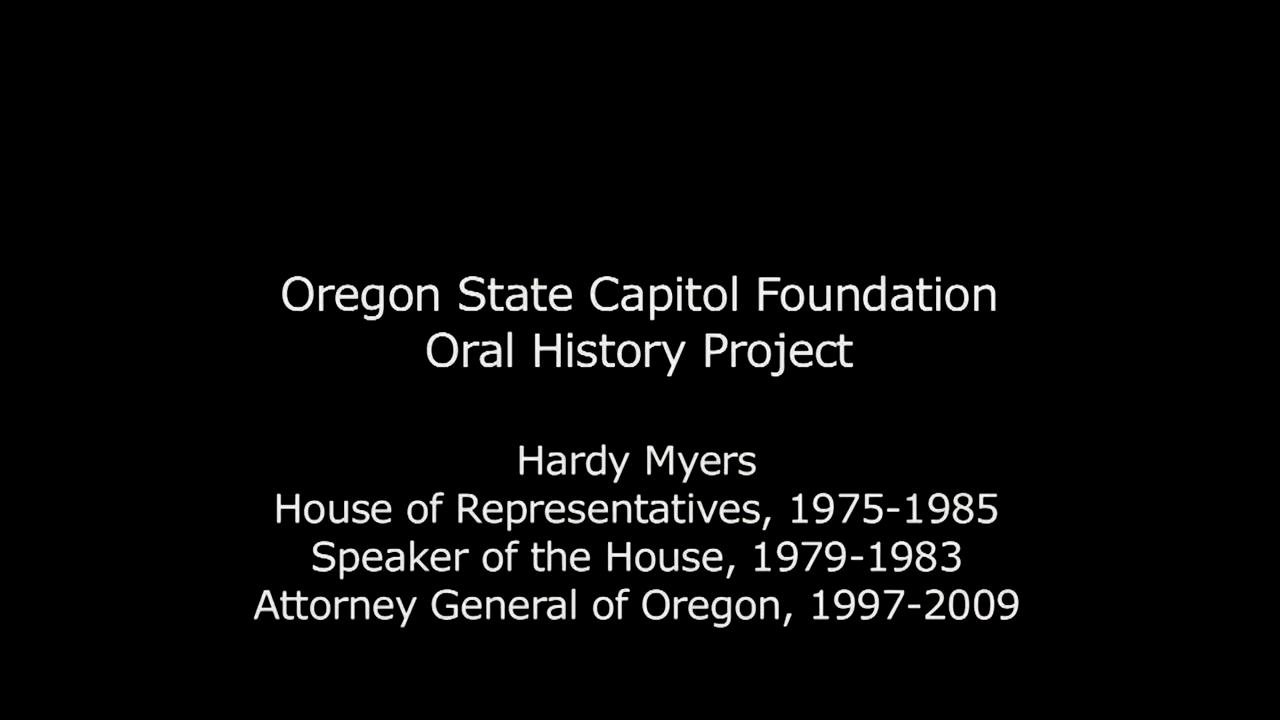 Oregon State Capitol Foundation
Oral History Project
Hardy Myers
House of Representatives, 1975-1985
Speaker of the House, 1979-1983
Attorney General of Oregon, 1997-2009